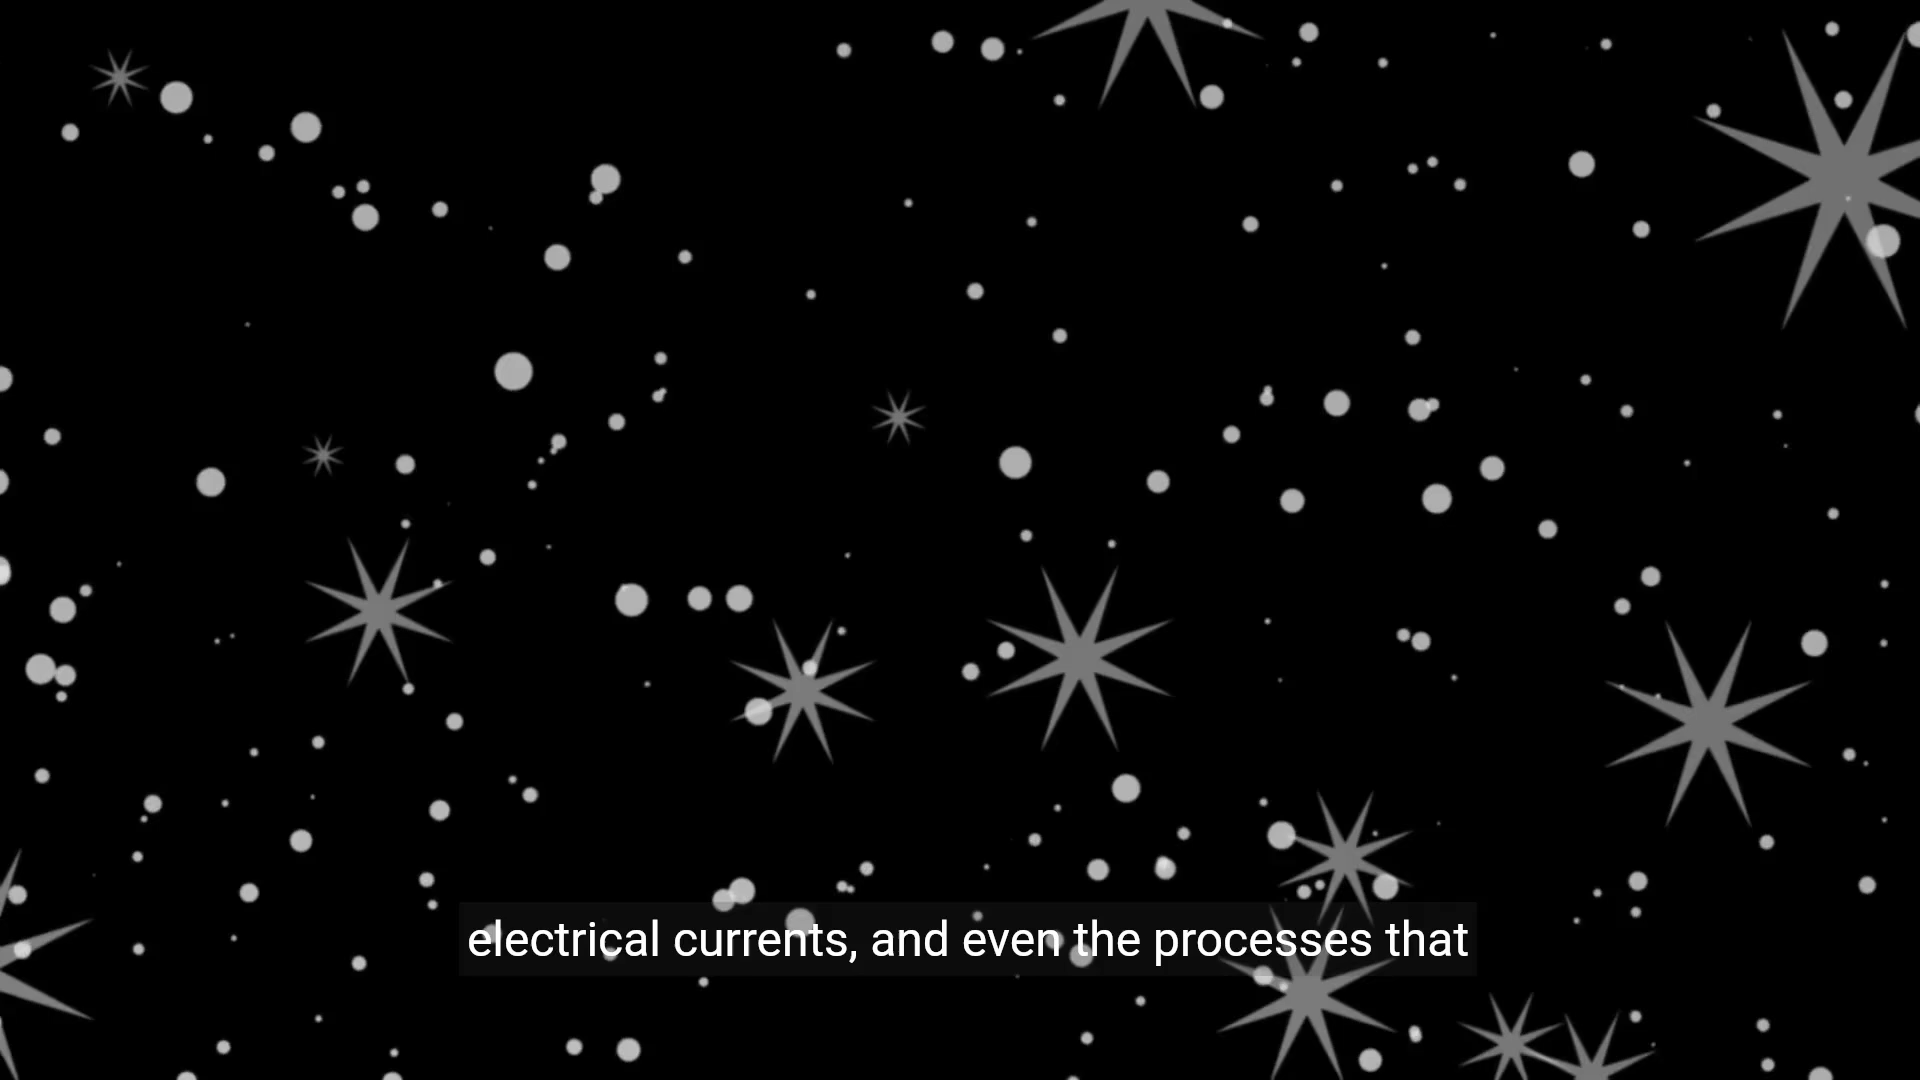 electrical currents, and even the processes that